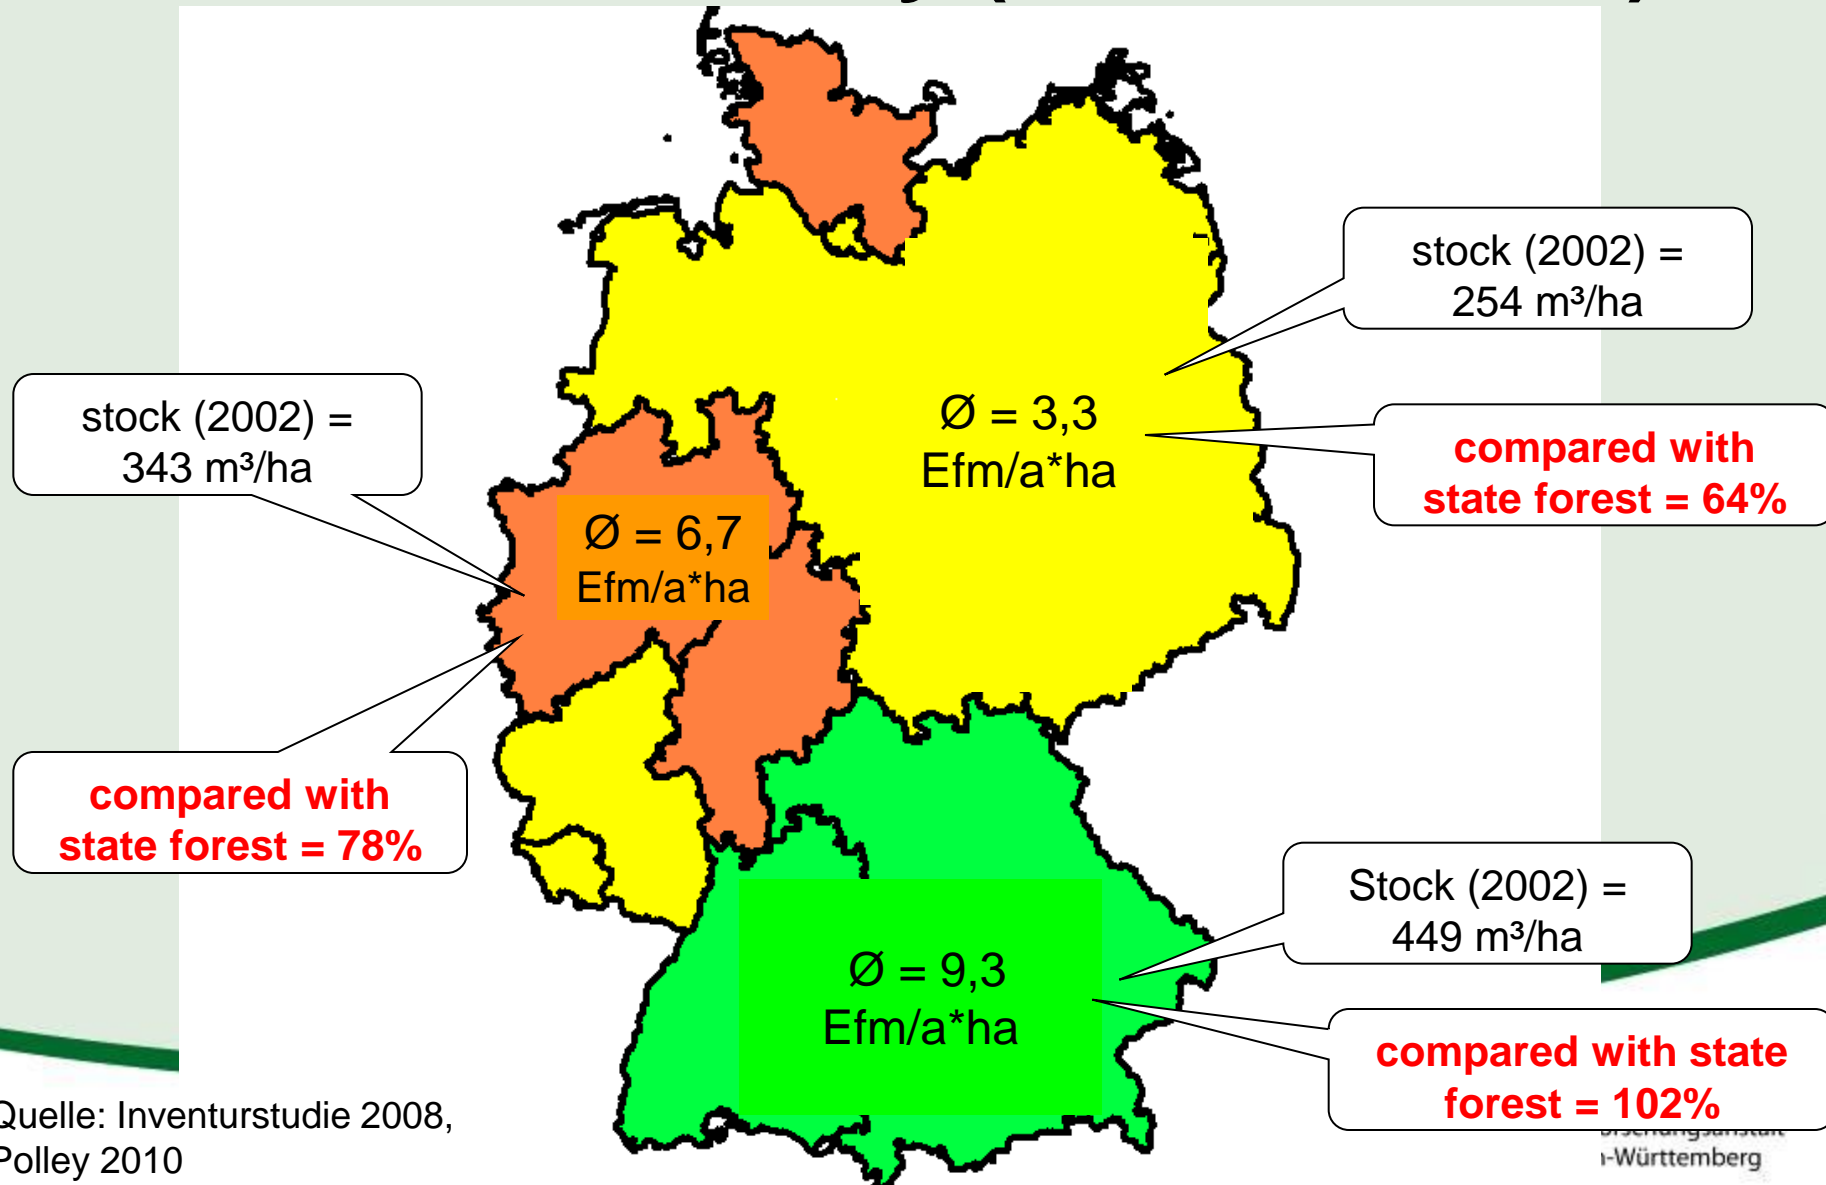 stock (2002) =
254 m³/ha
stock (2002) =
343 m³/ha
Ø = 3,3
Efm/a*ha
compared with
state forest = 64%
Ø = 6,7
Efm/a*ha
compared with
state forest = 78%
Stock (2002) =
449 m³/ha
Ø = 9,3
Efm/a*ha
compared with state
forest = 102%
Quelle: Inventurstudie 2008,
Polley 2010
-Württemberg